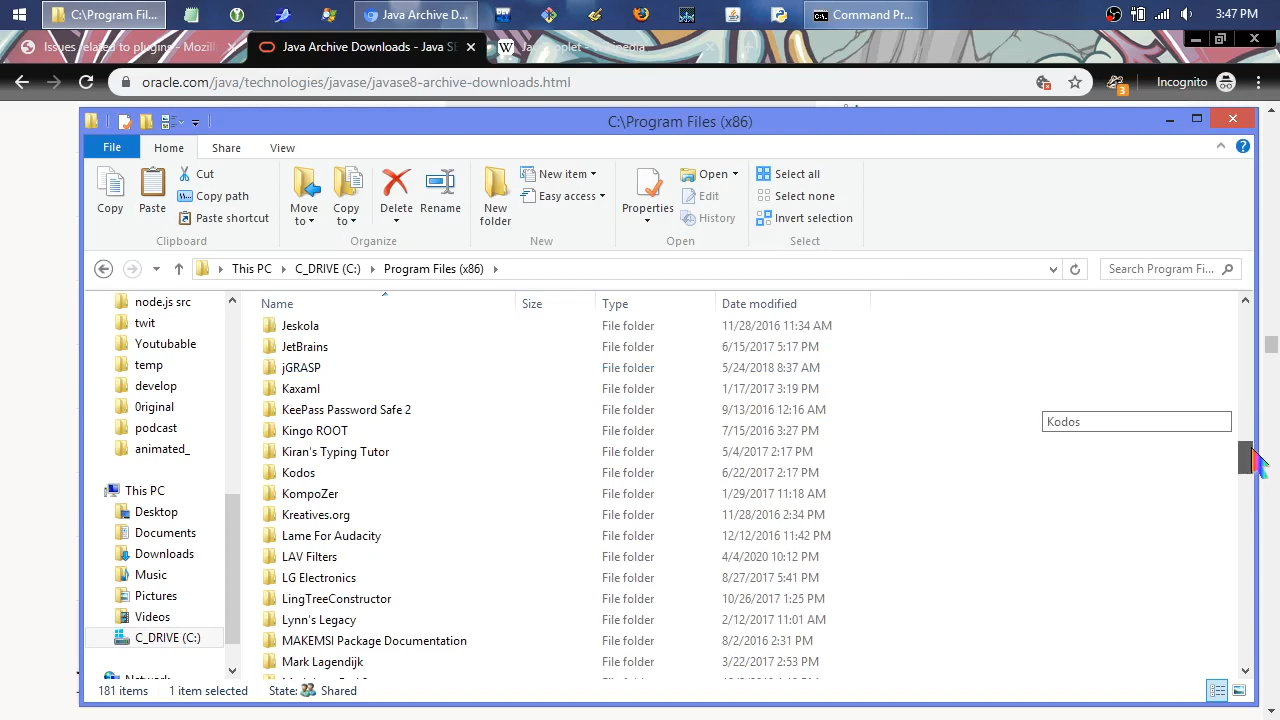 C:\Program Fil...
Java Archive D...
Command Pr...
3:47 PM
Issues related to plugins - Mozill
Java Archive Downloads - Java SE
Java applet - Wikipedia
oracle.com/java/technologies/javase/javase8-archive-downloads.html
3
Incognito
C:\Program Files (x86)
File
Home
Share
View
Copy
Paste
Cut
Copy path
Paste shortcut
Move to
Copy to
Delete
Rename
New folder
New item
Easy access
Properties
Open
Edit
History
Select all
Select none
Invert selection
Clipboard
Organize
New
Open
Select
This PC
C_DRIVE (C:)
Program Files (x86)
Search Program Fi...
node.js src
twit
Youtubable
temp
develop
0riginal
podcast
animated_
This PC
Desktop
Documents
Downloads
Music
Pictures
Videos
C_DRIVE (C:)
Network
Name Size Type Date modified
Jeskola File folder 11/28/2016 11:34 AM
JetBrains File folder 6/15/2017 5:17 PM
jGRASP File folder 5/24/2018 8:37 AM
Kaxaml File folder 1/17/2017 3:19 PM
KeePass Password Safe 2 File folder 9/13/2016 12:16 AM
Kingo ROOT File folder 7/15/2016 3:27 PM
Kiran's Typing Tutor File folder 5/4/2017 2:17 PM
Kodos File folder 6/22/2017 2:17 PM
KompoZer File folder 1/29/2017 11:18 AM
Kreatives.org File folder 11/28/2016 2:34 PM
Lame For Audacity File folder 12/12/2016 11:42 PM
LAV Filters File folder 4/4/2020 10:12 PM
LG Electronics File folder 8/27/2017 5:41 PM
LingTreeConstructor File folder 10/26/2017 1:25 PM
Lynn's Legacy File folder 2/12/2017 11:01 AM
MAKEMSI Package Documentation File folder 8/2/2016 2:31 PM
Mark Lagendijk File folder 3/22/2017 2:53 PM
Kodos
181 items
1 item selected
State: Shared